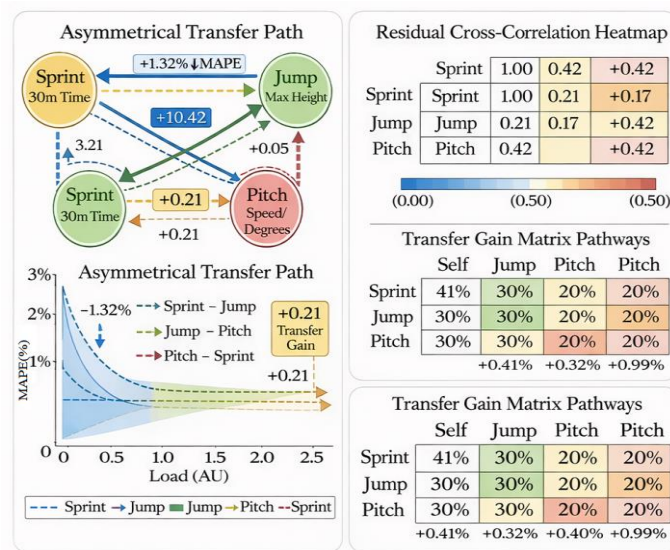 Asymmetrical Transfer Path
Sprint
30m Time
+1.32%↓MAPE
Jump
Max Height
+10.42
3.21
+0.05
Sprint
30m Time
+0.21
+0.21
Pitch
Speed/
Degrees
Asymmetrical Transfer Path
3%
2%
1%
0
MAPE(%)
−1.32%
Sprint – Jump
Jump – Pitch
Pitch – Sprint
+0.21
Transfer
Gain
+0.21
0 0.5 1.0 1.5 2.0 2.5
Load (AU)
Sprint Jump Jump Pitch Sprint
Residual Cross-Correlation Heatmap
Sprint 1.00 0.42 +0.42
Sprint Sprint 1.00 0.21 +0.17
Jump Jump 0.21 0.17 +0.42
Pitch Pitch 0.42 +0.42
(0.00) (0.50) (0.50)
Transfer Gain Matrix Pathways
Self Jump Pitch Pitch
Sprint 41% 30% 20% 20%
Jump 30% 30% 20% 20%
Pitch 30% 30% 20% 20%
+0.41% +0.32% +0.99%
Transfer Gain Matrix Pathways
Self Jump Pitch Pitch
Sprint 41% 30% 20% 20%
Jump 30% 30% 20% 20%
Pitch 30% 30% 20% 20%
+0.41% +0.32% +0.40% +0.99%